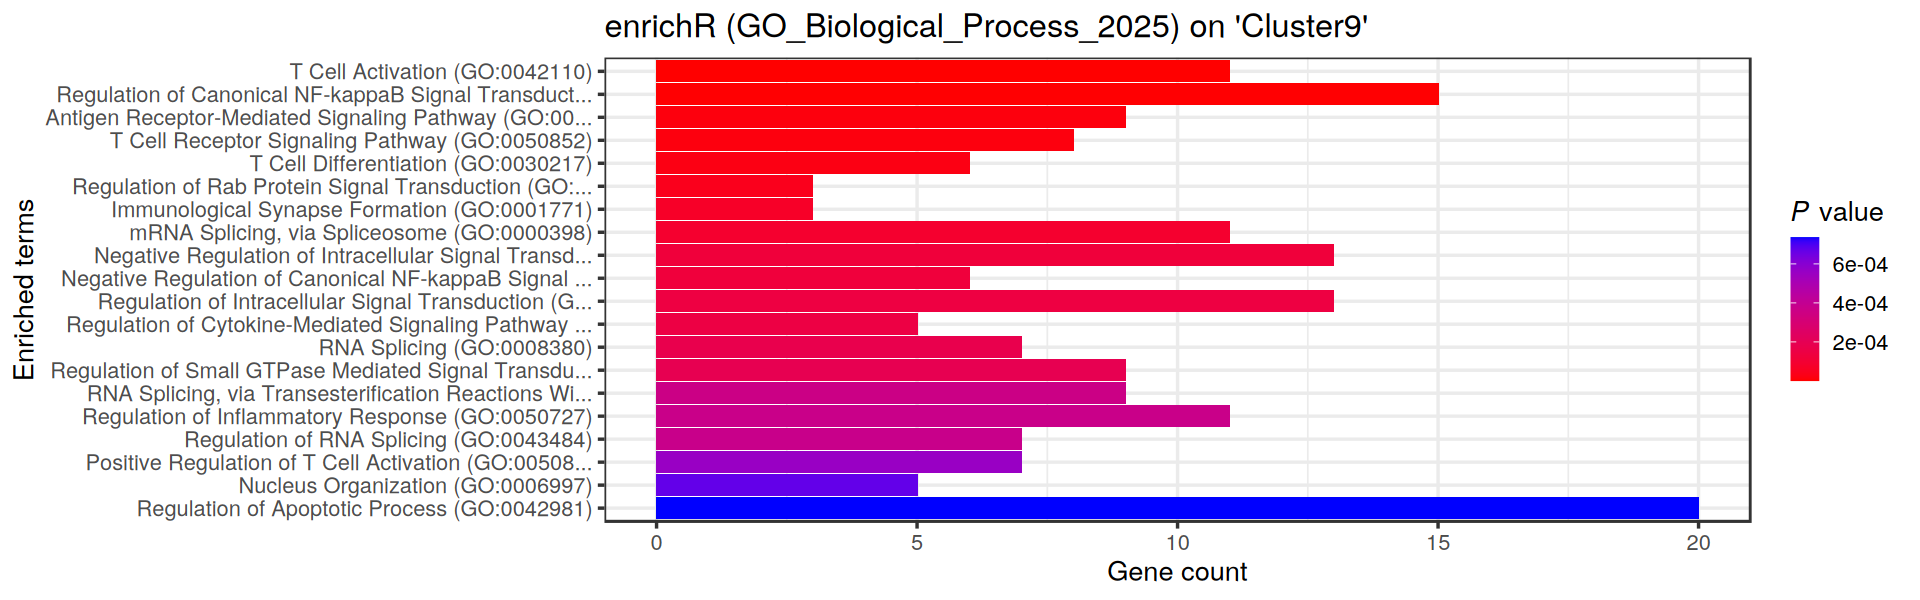 enrichR (GO_Biological_Process_2025) on 'Cluster9'
T Cell Activation (GO:0042110)
Regulation of Canonical NF-kappaB Signal Transduct...
Antigen Receptor-Mediated Signaling Pathway (GO:00...
T Cell Receptor Signaling Pathway (GO:0050852)
T Cell Differentiation (GO:0030217)
Regulation of Rab Protein Signal Transduction (GO:...
Immunological Synapse Formation (GO:0001771)
mRNA Splicing, via Spliceosome (GO:0000398)
Negative Regulation of Intracellular Signal Transd...
Negative Regulation of Canonical NF-kappaB Signal ...
Regulation of Intracellular Signal Transduction (G...
Regulation of Cytokine-Mediated Signaling Pathway ...
RNA Splicing (GO:0008380)
Regulation of Small GTPase Mediated Signal Transdu...
RNA Splicing, via Transesterification Reactions Wi...
Regulation of Inflammatory Response (GO:0050727)
Regulation of RNA Splicing (GO:0043484)
Positive Regulation of T Cell Activation (GO:00508...
Nucleus Organization (GO:0006997)
Regulation of Apoptotic Process (GO:0042981)
Enriched terms
0 5 10 15 20
Gene count
P value
6e-04
4e-04
2e-04